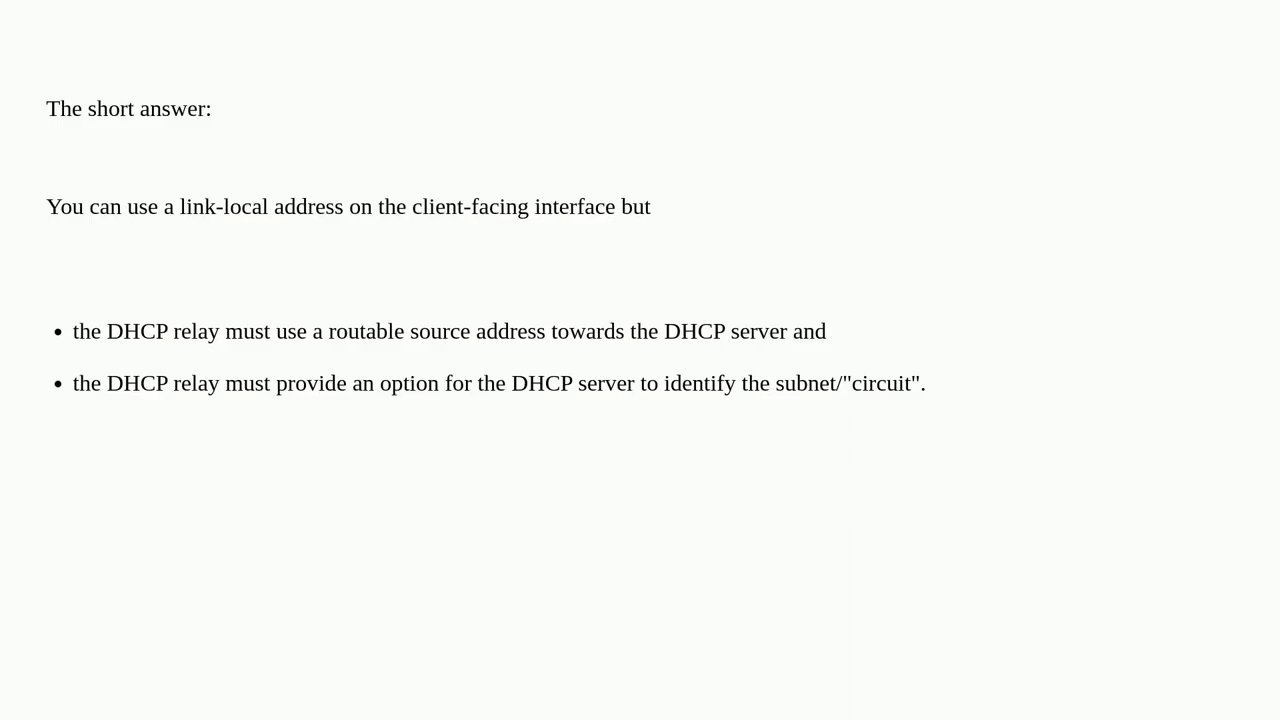 The short answer:
You can use a link-local address on the client-facing interface but
• the DHCP relay must use a routable source address towards the DHCP server and
• the DHCP relay must provide an option for the DHCP server to identify the subnet/"circuit".